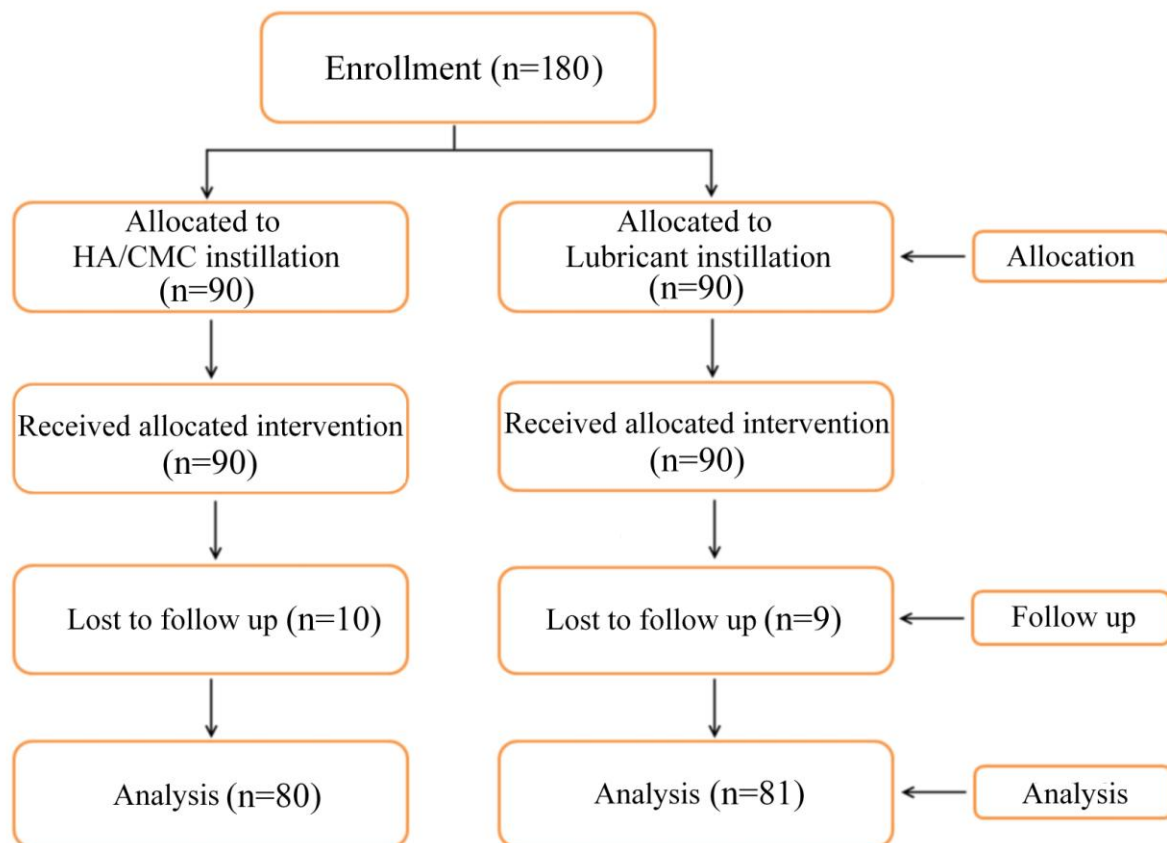 Enrollment (n=180)
Allocated to
HA/CMC instillation
(n=90)
Allocated to
Lubricant instillation
(n=90)
Allocation
Received allocated intervention
(n=90)
Received allocated intervention
(n=90)
Lost to follow up (n=10)
Lost to follow up (n=9)
Follow up
Analysis (n=80)
Analysis (n=81)
Analysis